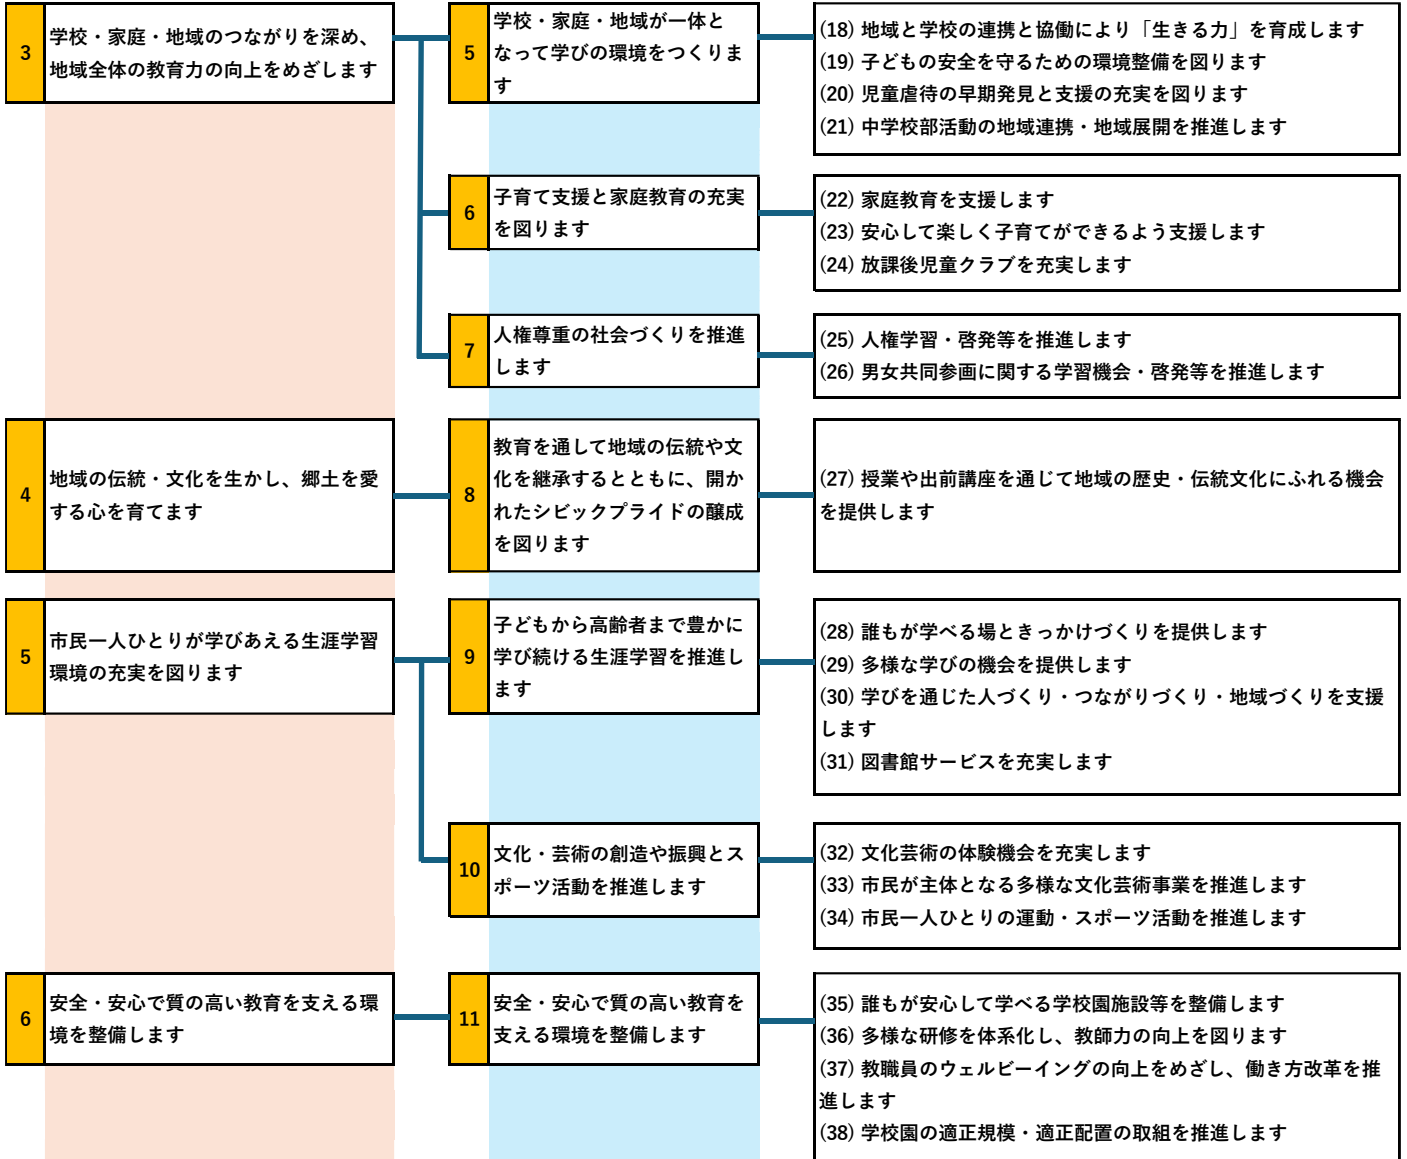 3
学校・家庭・地域のつながりを深め、
地域全体の教育力の向上をめざします
5
学校・家庭・地域が一体と
なって学びの環境をつくりま
す
(18) 地域と学校の連携と協働により「生きる力」を育成します
(19) 子どもの安全を守るための環境整備を図ります
(20) 児童虐待の早期発見と支援の充実を図ります
(21) 中学校部活動の地域連携・地域展開を推進します
6
子育て支援と家庭教育の充実
を図ります
(22) 家庭教育を支援します
(23) 安心して楽しく子育てができるよう支援します
(24) 放課後児童クラブを充実します
7
人権尊重の社会づくりを推進
します
(25) 人権学習・啓発等を推進します
(26) 男女共同参画に関する学習機会・啓発等を推進します
4
地域の伝統・文化を生かし、郷土を愛
する心を育てます
8
教育を通して地域の伝統や文
化を継承するとともに、開か
れたシビックプライドの醸成
を図ります
(27) 授業や出前講座を通じて地域の歴史・伝統文化にふれる機会
を提供します
5
市民一人ひとりが学びあえる生涯学習
環境の充実を図ります
9
子どもから高齢者まで豊かに
学び続ける生涯学習を推進し
ます
(28) 誰もが学べる場ときっかけづくりを提供します
(29) 多様な学びの機会を提供します
(30) 学びを通じた人づくり・つながりづくり・地域づくりを支援
します
(31) 図書館サービスを充実します
10
文化・芸術の創造や振興とス
ポーツ活動を推進します
(32) 文化芸術の体験機会を充実します
(33) 市民が主体となる多様な文化芸術事業を推進します
(34) 市民一人ひとりの運動・スポーツ活動を推進します
6
安全・安心で質の高い教育を支える環
境を整備します
11
安全・安心で質の高い教育を
支える環境を整備します
(35) 誰もが安心して学べる学校園施設等を整備します
(36) 多様な研修を体系化し、教師力の向上を図ります
(37) 教職員のウェルビーイングの向上をめざし、働き方改革を推
進します
(38) 学校園の適正規模・適正配置の取組を推進します